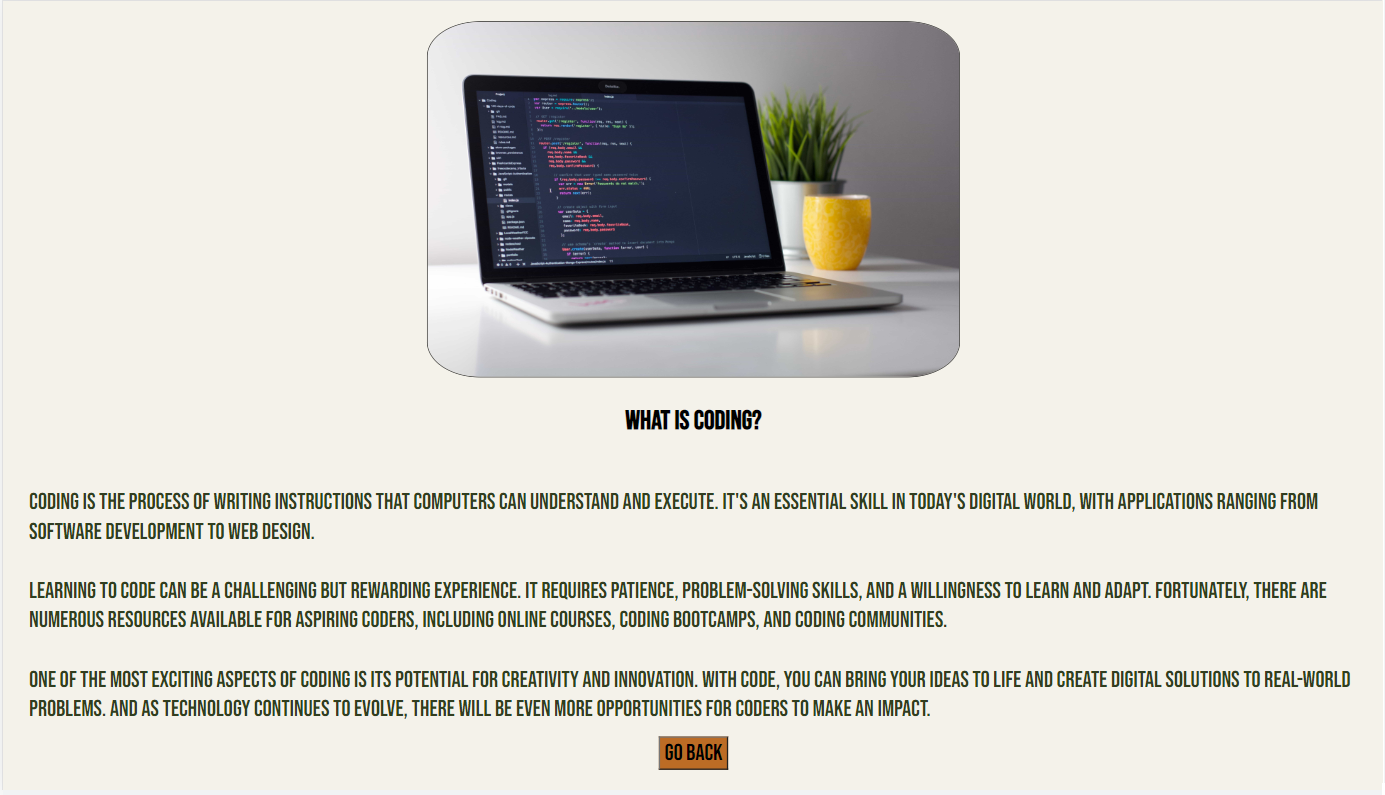 WHAT IS CODING?
CODING IS THE PROCESS OF WRITING INSTRUCTIONS THAT COMPUTERS CAN UNDERSTAND AND EXECUTE. IT'S AN ESSENTIAL SKILL IN TODAY'S DIGITAL WORLD, WITH APPLICATIONS RANGING FROM
SOFTWARE DEVELOPMENT TO WEB DESIGN.
LEARNING TO CODE CAN BE A CHALLENGING BUT REWARDING EXPERIENCE. IT REQUIRES PATIENCE, PROBLEM-SOLVING SKILLS, AND A WILLINGNESS TO LEARN AND ADAPT. FORTUNATELY, THERE ARE
NUMEROUS RESOURCES AVAILABLE FOR ASPIRING CODERS, INCLUDING ONLINE COURSES, CODING BOOTCAMPS, AND CODING COMMUNITIES.
ONE OF THE MOST EXCITING ASPECTS OF CODING IS ITS POTENTIAL FOR CREATIVITY AND INNOVATION. WITH CODE, YOU CAN BRING YOUR IDEAS TO LIFE AND CREATE DIGITAL SOLUTIONS TO REAL-WORLD
PROBLEMS. AND AS TECHNOLOGY CONTINUES TO EVOLVE, THERE WILL BE EVEN MORE OPPORTUNITIES FOR CODERS TO MAKE AN IMPACT.
GO BACK